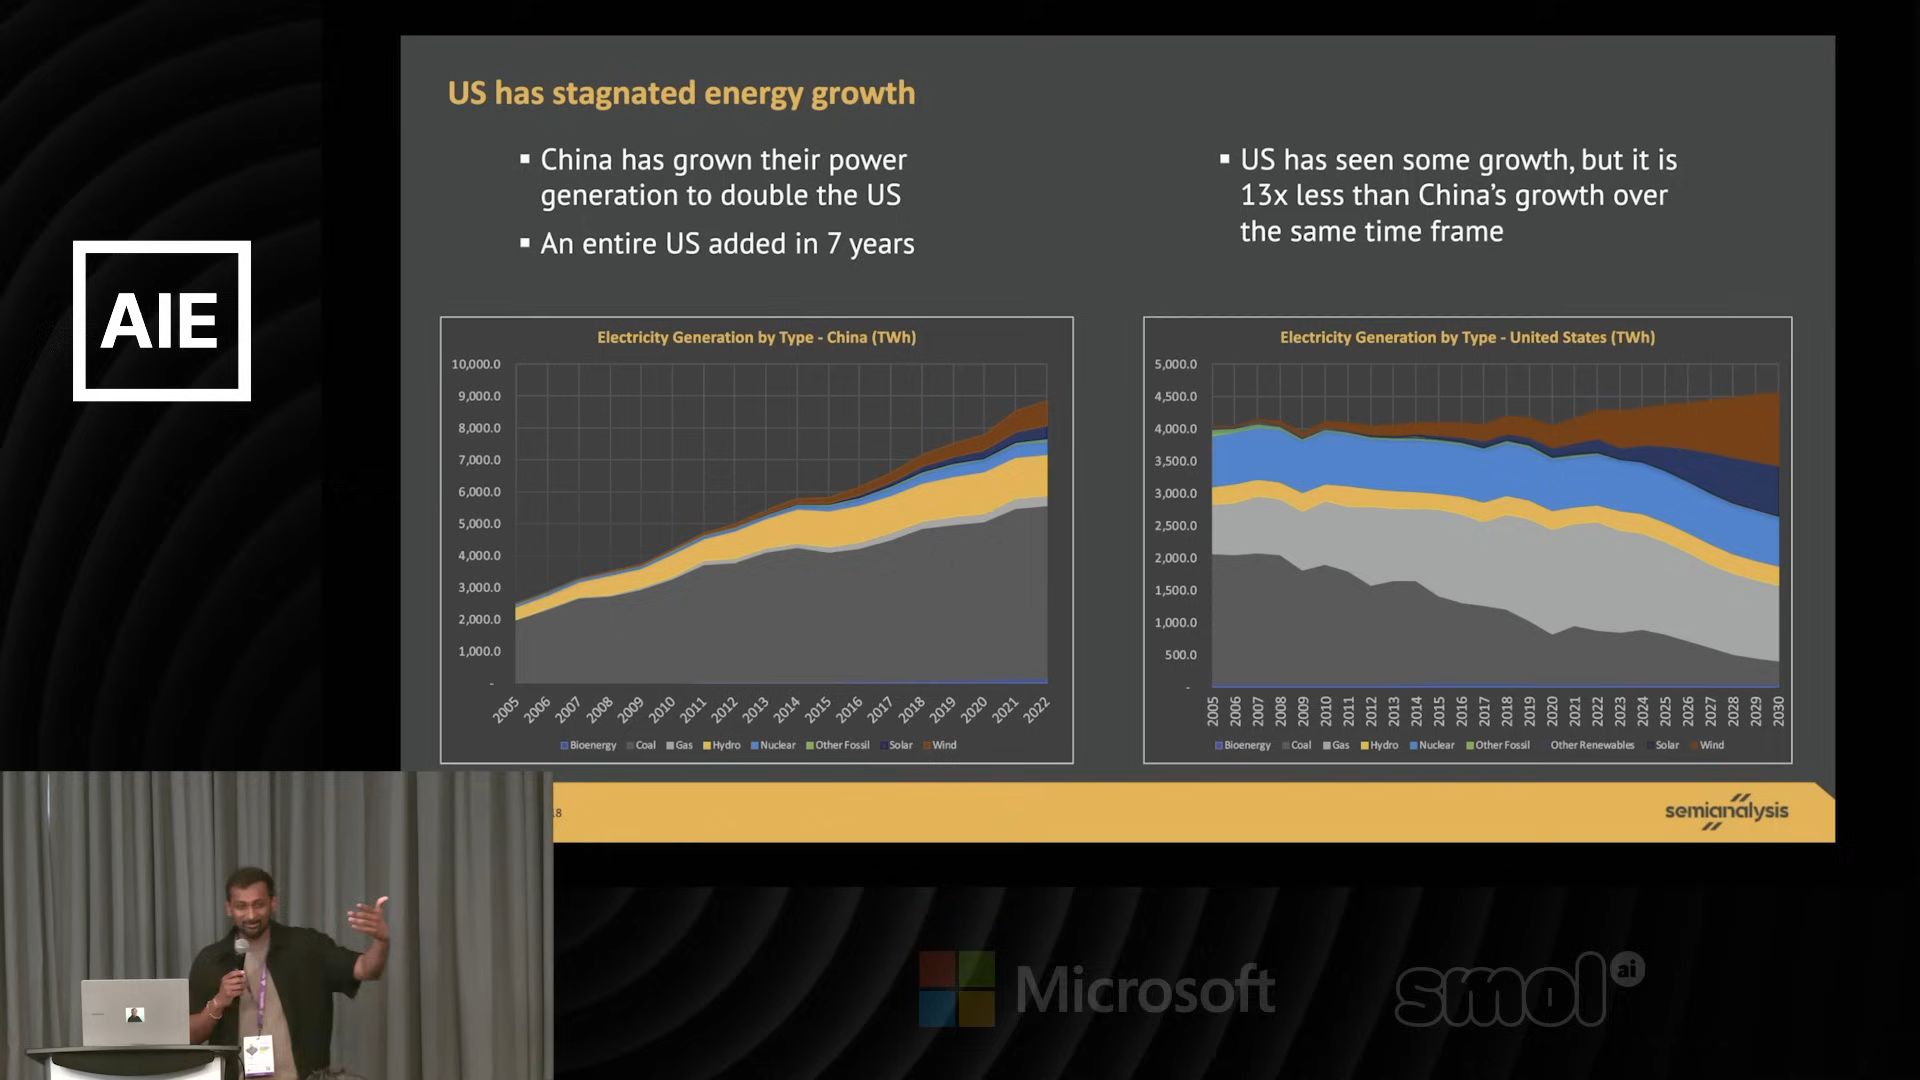 AIE
US has stagnated energy growth
▪ China has grown their power
generation to double the US
▪ An entire US added in 7 years
▪ US has seen some growth, but it is
13x less than China's growth over
the same time frame
Electricity Generation by Type - China (TWh)
10,000.0
9,000.0
8,000.0
7,000.0
6,000.0
5,000.0
4,000.0
3,000.0
2,000.0
1,000.0
-
2005 2006 2007 2008 2009 2010 2011 2012 2013 2014 2015 2016 2017 2018 2019 2020 2021 2022
Bioenergy Coal Gas Hydro Nuclear Other Fossil Solar Wind
Electricity Generation by Type - United States (TWh)
5,000.0
4,500.0
4,000.0
3,500.0
3,000.0
2,500.0
2,000.0
1,500.0
1,000.0
500.0
-
2005 2006 2007 2008 2009 2010 2011 2012 2013 2014 2015 2016 2017 2018 2019 2020 2021 2022 2023 2024 2025 2026 2027 2028 2029 2030
Bioenergy Coal Gas Hydro Nuclear Other Fossil Other Renewables Solar Wind
8
semianalysis
Microsoft
smol ai